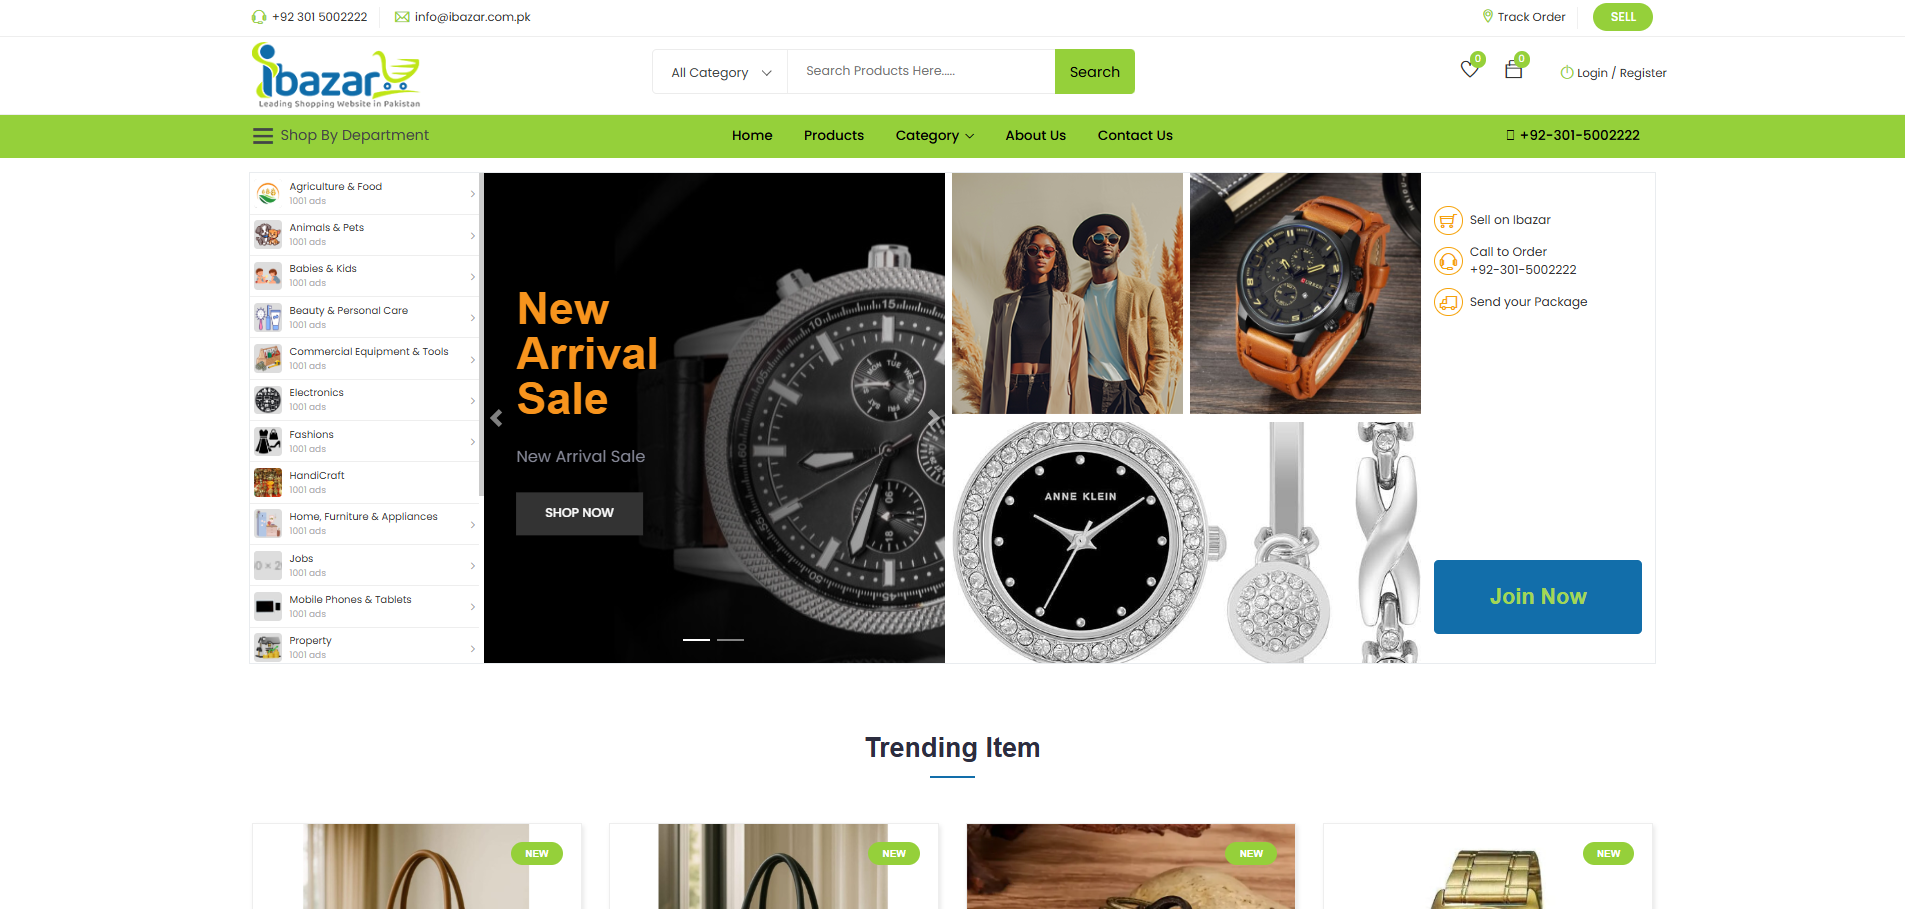 +92 301 5002222
info@ibazar.com.pk
Track Order
SELL
ibazar
Leading Shopping Website in Pakistan
All Category
Search Products Here.....
Search
0
0
Login / Register
Shop By Department
Home
Products
Category
About Us
Contact Us
+92-301-5002222
Agriculture & Food
1001 ads
Animals & Pets
1001 ads
Babies & Kids
1001 ads
Beauty & Personal Care
1001 ads
Commercial Equipment & Tools
1001 ads
Electronics
1001 ads
Fashions
1001 ads
HandiCraft
1001 ads
Home, Furniture & Appliances
1001 ads
Jobs
1001 ads
Mobile Phones & Tablets
1001 ads
Property
1001 ads
New
Arrival
Sale
New Arrival Sale
SHOP NOW
CURREN
ANNE KLEIN
Sell on Ibazar
Call to Order
+92-301-5002222
Send your Package
Join Now
Trending Item
NEW
NEW
NEW
NEW